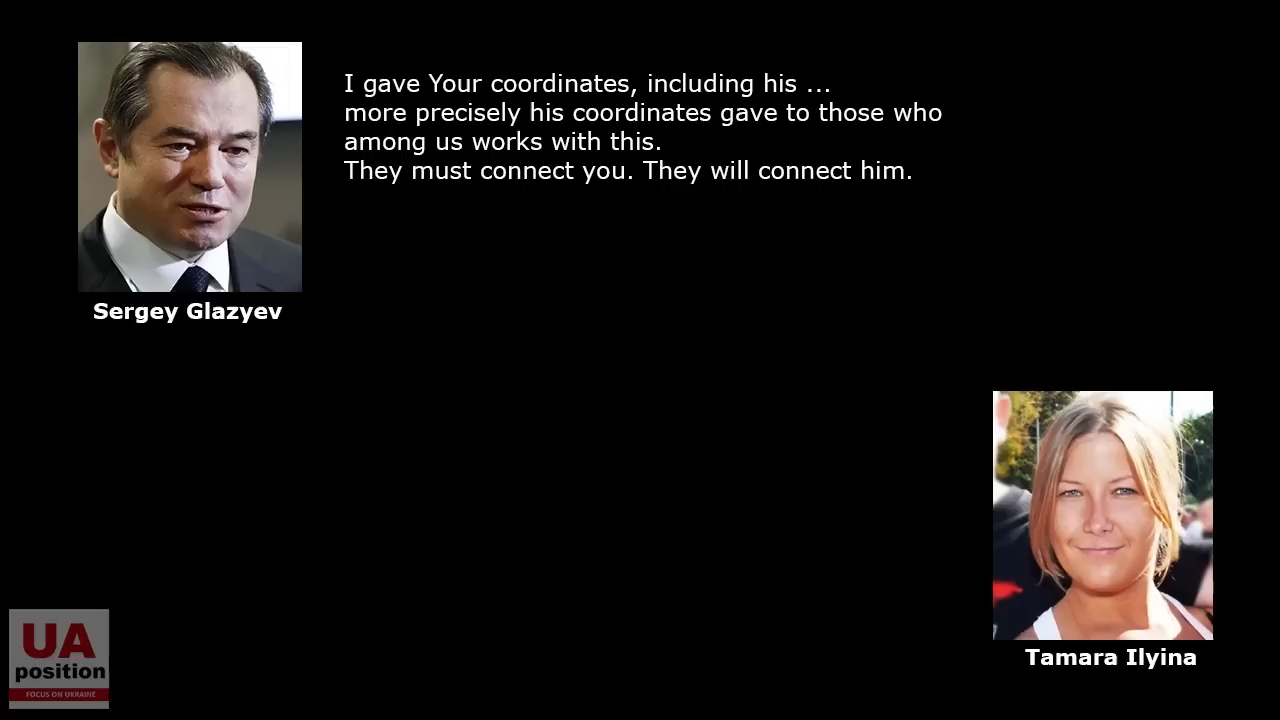 I gave Your coordinates, including his ...
more precisely his coordinates gave to those who
among us works with this.
They must connect you. They will connect him.
Sergey Glazyev
Tamara Ilyina
UA
position
FOCUS ON UKRAINE